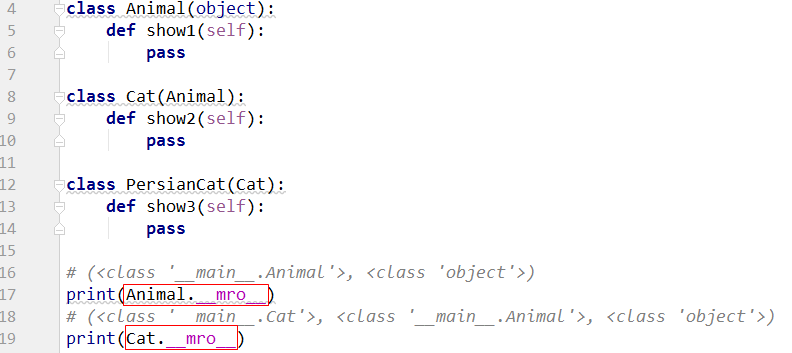 4 class Animal(object):
5     def show1(self):
6         pass
7
8 class Cat(Animal):
9     def show2(self):
10         pass
11
12 class PersianCat(Cat):
13     def show3(self):
14         pass
15
16 # (<class '__main__.Animal'>, <class 'object'>)
17 print(Animal.__mro__)
18 # (<class '__main__.Cat'>, <class '__main__.Animal'>, <class 'object'>)
19 print(Cat.__mro__)